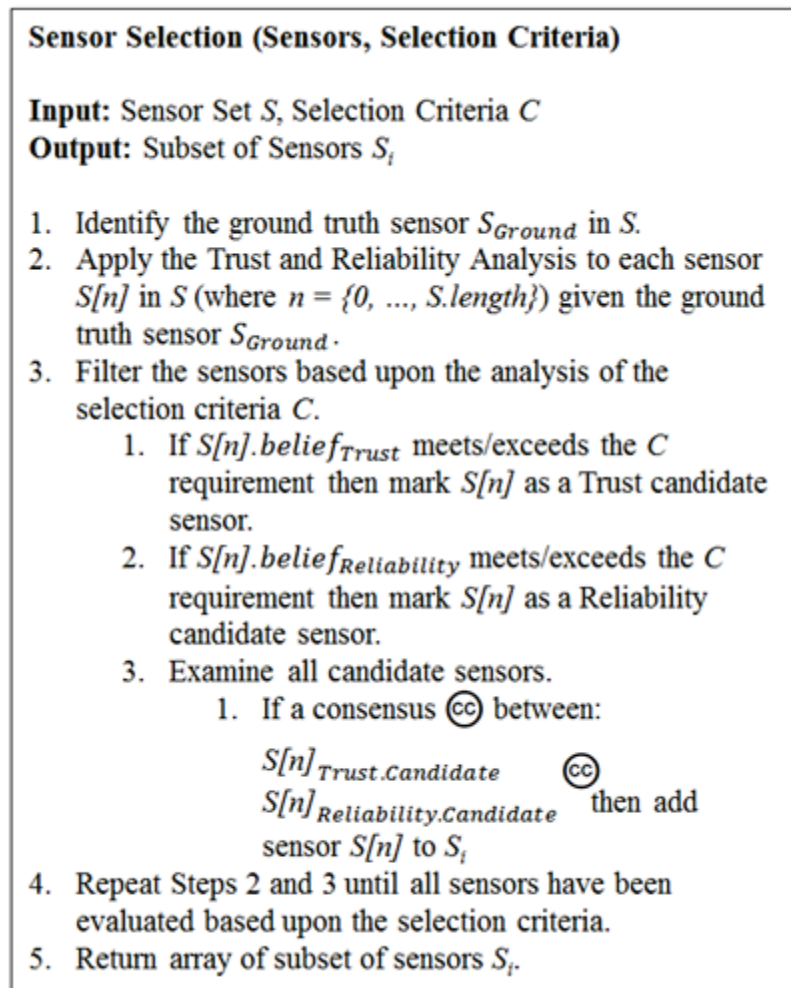 Sensor Selection (Sensors, Selection Criteria)
Input: Sensor Set S, Selection Criteria C
Output: Subset of Sensors Sᵢ
1. Identify the ground truth sensor S_Ground in S.
2. Apply the Trust and Reliability Analysis to each sensor
S[n] in S (where n = {0, ..., S.length}) given the ground
truth sensor S_Ground.
3. Filter the sensors based upon the analysis of the
selection criteria C.
1. If S[n].belief_Trust meets/exceeds the C
requirement then mark S[n] as a Trust candidate
sensor.
2. If S[n].belief_Reliability meets/exceeds the C
requirement then mark S[n] as a Reliability
candidate sensor.
3. Examine all candidate sensors.
1. If a consensus cc between:
S[n]_Trust.Candidate cc
S[n]_Reliability.Candidate then add
sensor S[n] to Sᵢ
4. Repeat Steps 2 and 3 until all sensors have been
evaluated based upon the selection criteria.
5. Return array of subset of sensors Sᵢ.